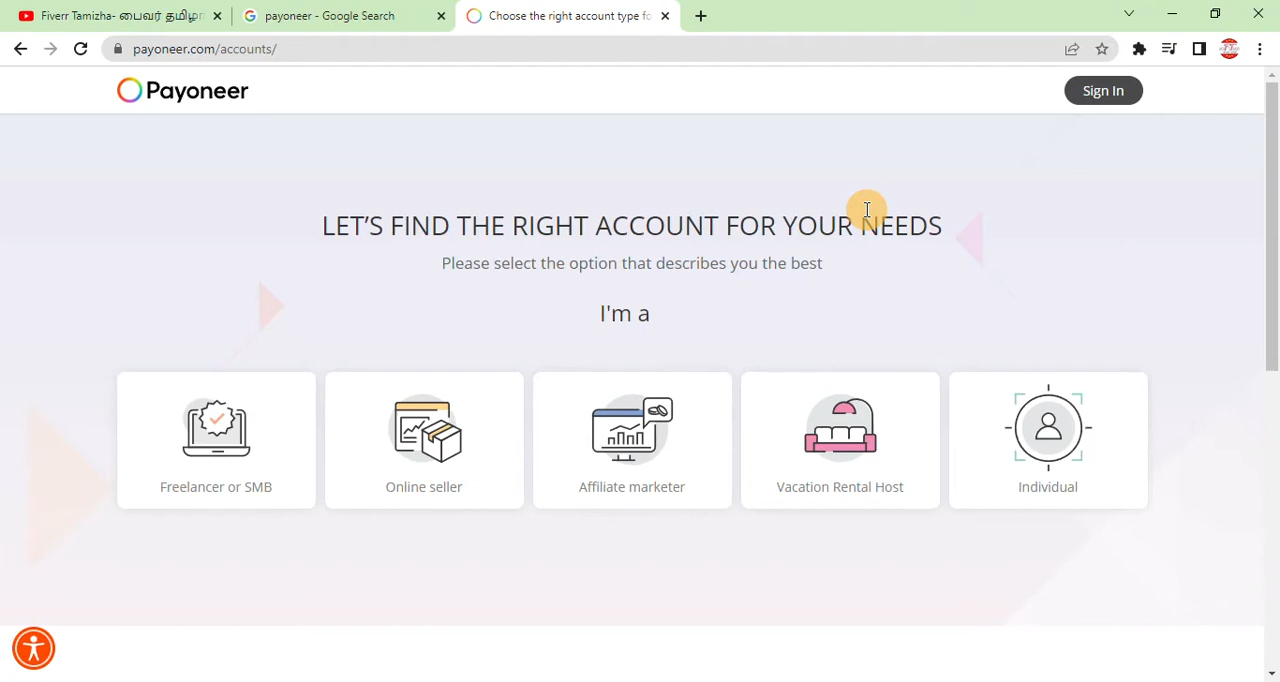 Fiverr Tamizha- பைவர் தமிழா
payoneer - Google Search
Choose the right account type fo
payoneer.com/accounts/
Payoneer
Sign In
LET'S FIND THE RIGHT ACCOUNT FOR YOUR NEEDS
Please select the option that describes you the best
I'm a
Freelancer or SMB
Online seller
Affiliate marketer
Vacation Rental Host
Individual